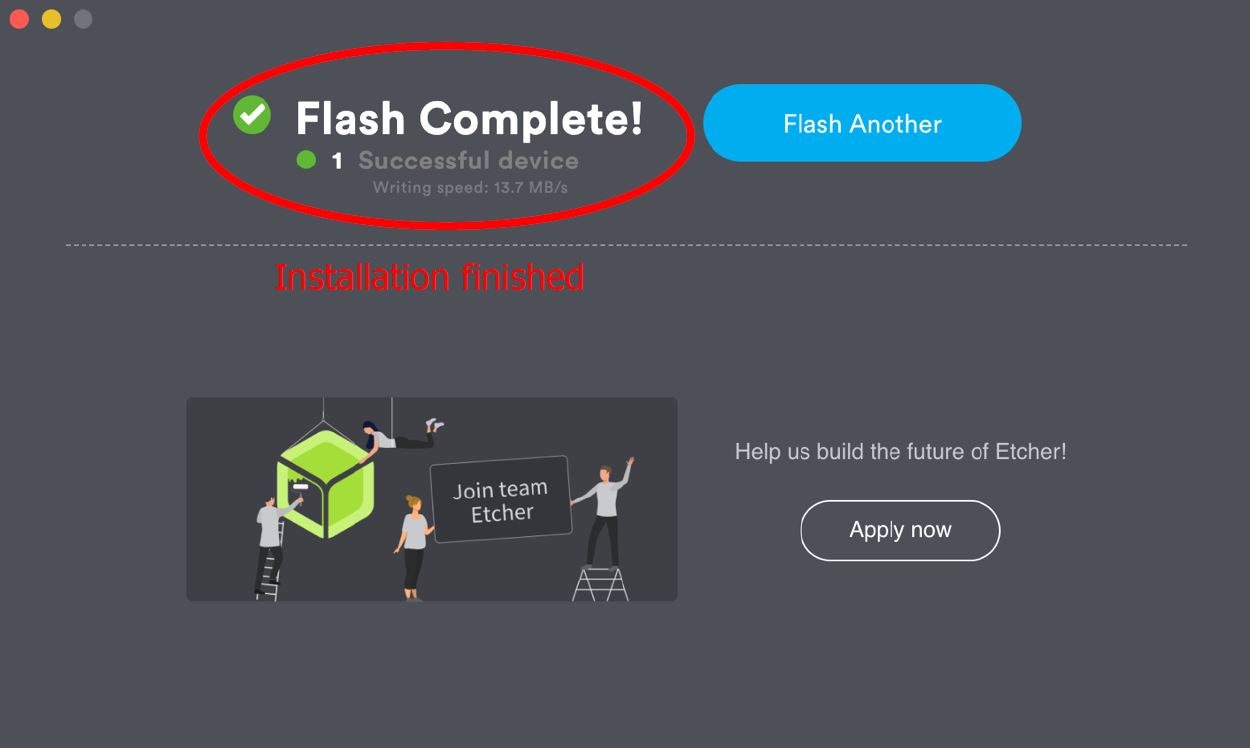 Flash Complete!
Flash Another
1 Successful device
Writing speed: 13.7 MB/s
Installation finished
Join team
Etcher
Help us build the future of Etcher!
Apply now